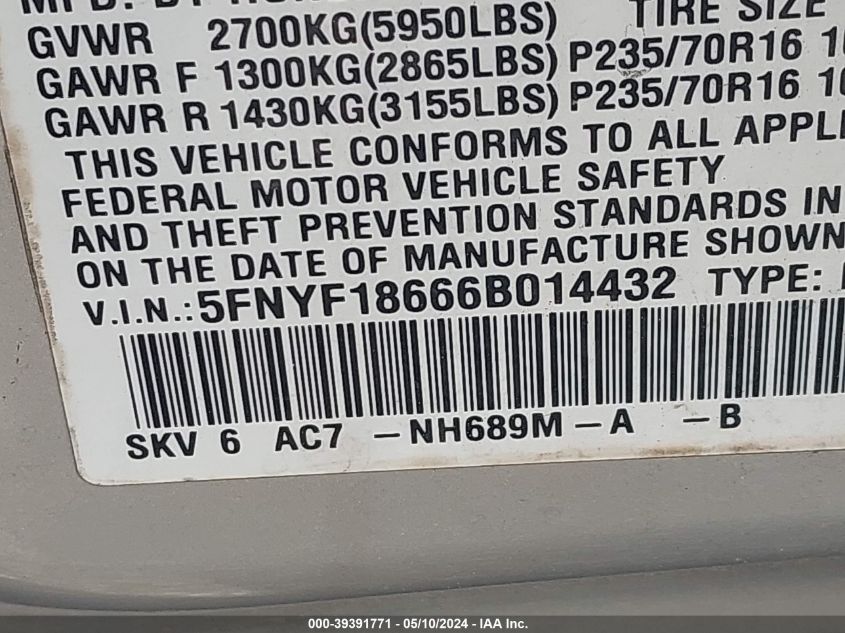 MFD. BY
TIRE SIZE
GVWR 2700KG(5950LBS)
GAWR F 1300KG(2865LBS) P235/70R16
GAWR R 1430KG(3155LBS) P235/70R16
THIS VEHICLE CONFORMS TO ALL
FEDERAL MOTOR VEHICLE SAFETY
AND THEFT PREVENTION STANDARDS IN
ON THE DATE OF MANUFACTURE SHOWN
V.I.N.: 5FNYF18666B014432 TYPE:
SKV 6 AC7 -NH689M-A -B
000-39391771 - 05/10/2024 - IAA Inc.